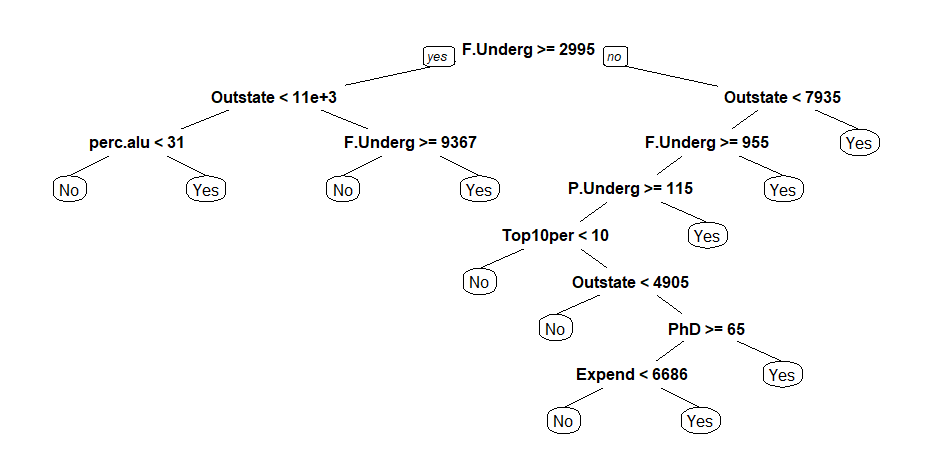 yes F.Underg >= 2995 no
Outstate < 11e+3 Outstate < 7935
perc.alu < 31 F.Underg >= 9367 F.Underg >= 955 Yes
No Yes No Yes P.Underg >= 115 Yes
Top10per < 10 Yes
No Outstate < 4905
No PhD >= 65
Expend < 6686 Yes
No Yes